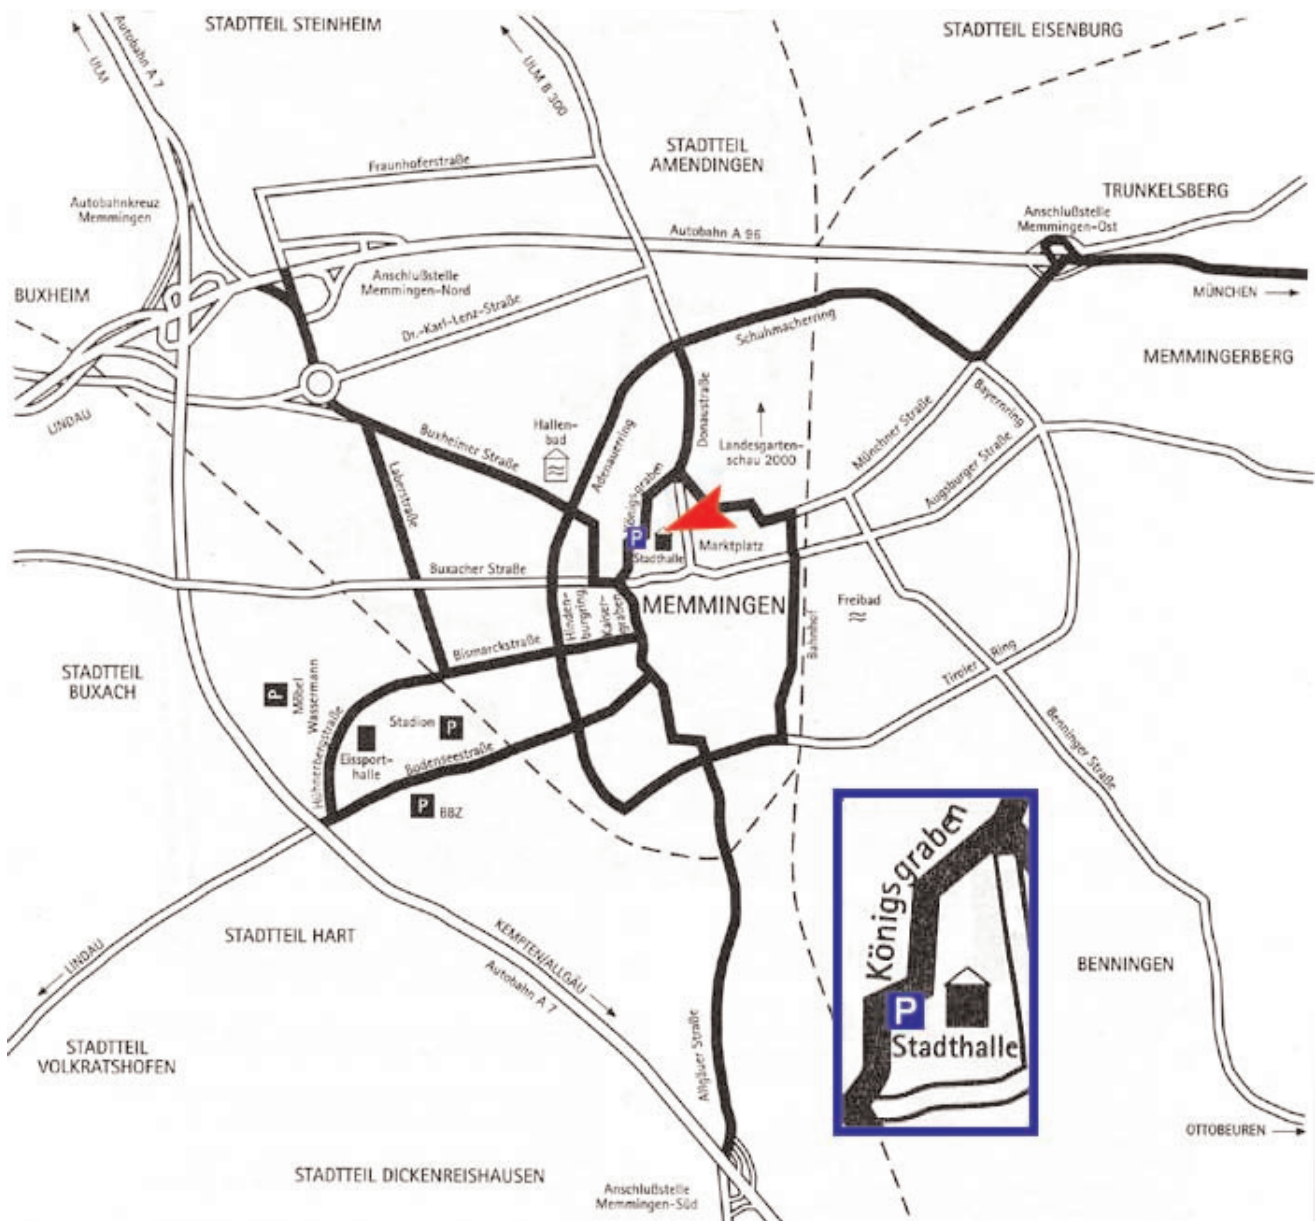 STADTTEIL STEINHEIM
STADTTEIL EISENBURG
Autobahn A 7
ULM
ULM B 300
STADTTEIL
AMENDINGEN
Fraunhoferstraße
TRUNKELSBERG
Autobahnkreuz
Memmingen
Anschlußstelle
Memmingen-Ost
Autobahn A 96
Anschlußstelle
Memmingen-Nord
BUXHEIM
MÜNCHEN
Dr.-Karl-Lenz-Straße
Schuhmacherring
MEMMINGERBERG
LINDAU
Bayernring
Donaustraße
Hallen-
bad
Buxheimer Straße
Adenauerring
Landesgarten-
schau 2000
Münchner Straße
Augsburger Straße
Laberstraße
Königsgraben
P
Stadthalle
Marktplatz
Buxacher Straße
MEMMINGEN
Freibad
Hinden-
burgring
Kaiser-
graben
Bahnhof
Bismarckstraße
Tiroler Ring
STADTTEIL
BUXACH
P
Möbel
Wassermann
Stadion
P
Hühnerbergstraße
Eissport-
halle
Bodenseestraße
P
BBZ
Benninger Straße
Königsgraben
P
Stadthalle
STADTTEIL HART
LINDAU
KEMPTEN/ALLGÄU
Autobahn A 7
BENNINGEN
STADTTEIL
VOLKRATSHOFEN
Allgäuer Straße
OTTOBEUREN
STADTTEIL DICKENREISHAUSEN
Anschlußstelle
Memmingen-Süd